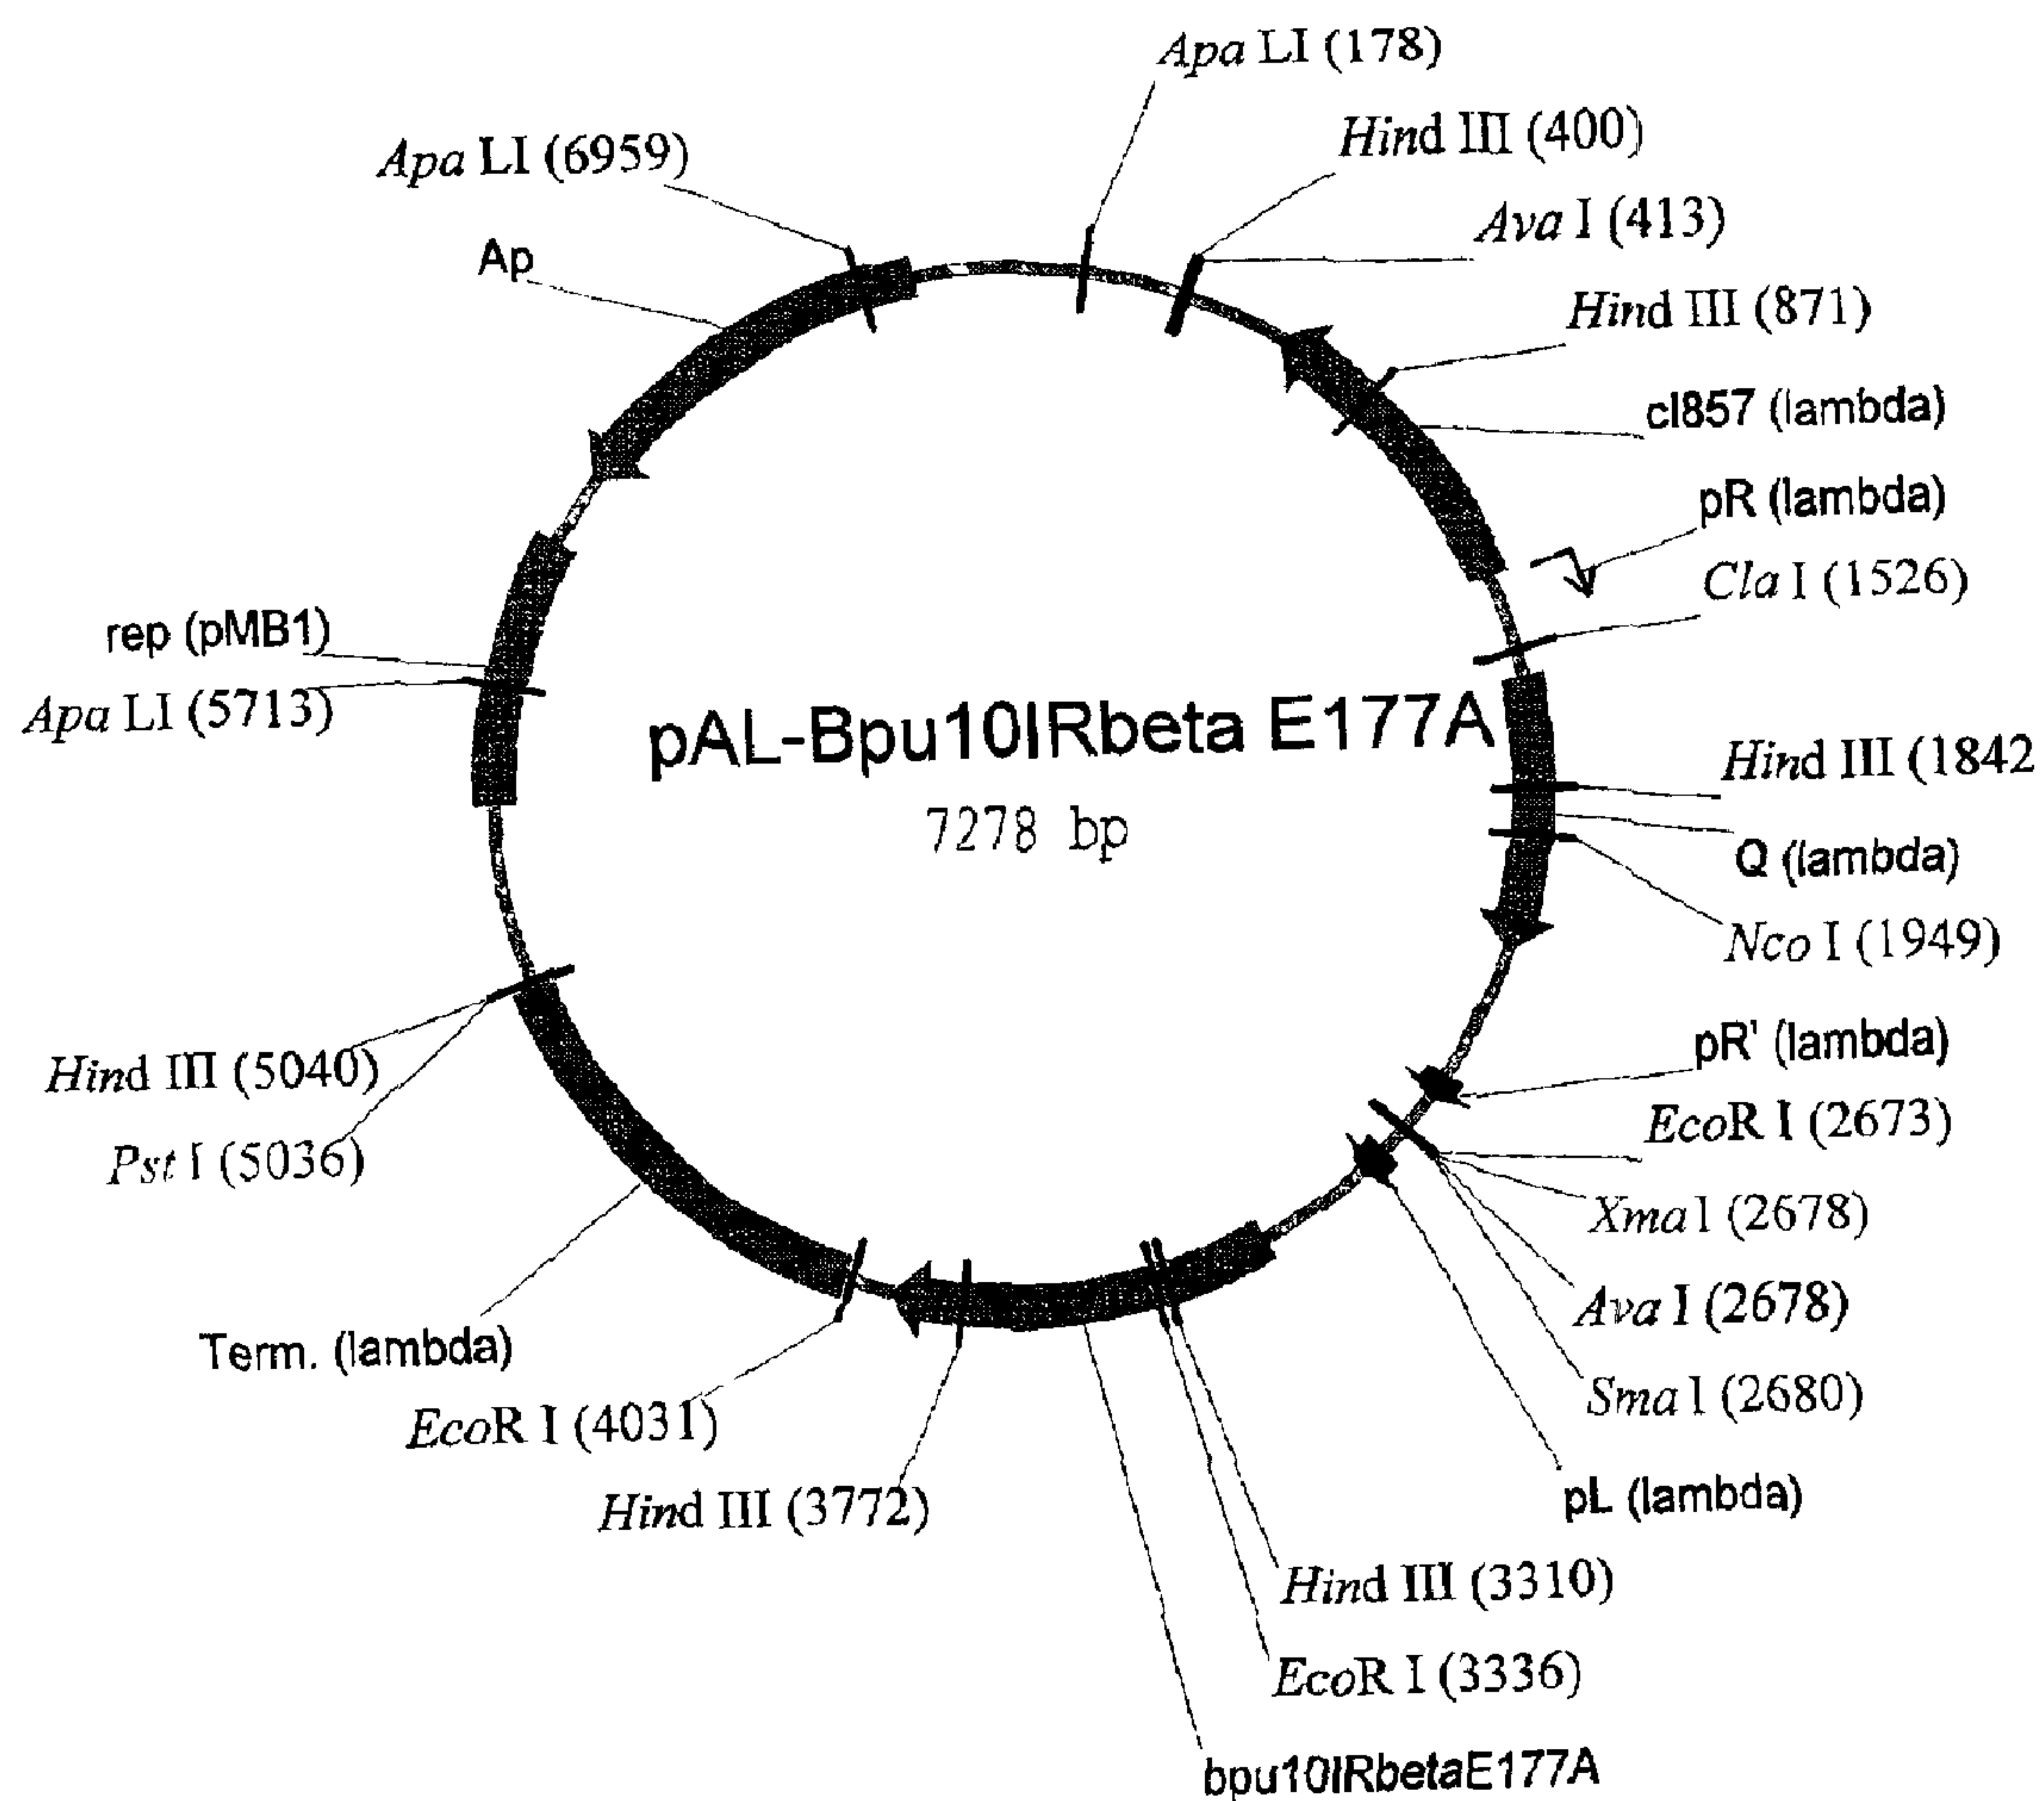 Apa LI (178)
Hind III (400)
Apa LI (6959)
Ava I (413)
Ap
Hind III (871)
cI857 (lambda)
pR (lambda)
Cla I (1526)
rep (pMB1)
Apa LI (5713)
pAL-Bpu10IRbeta E177A
7278 bp
Hind III (1842
Q (lambda)
Nco I (1949)
pR' (lambda)
Hind III (5040)
EcoR I (2673)
Pst I (5036)
Xma I (2678)
Ava I (2678)
Term. (lambda)
Sma I (2680)
EcoR I (4031)
pL (lambda)
Hind III (3772)
Hind III (3310)
EcoR I (3336)
bpu10IRbetaE177A